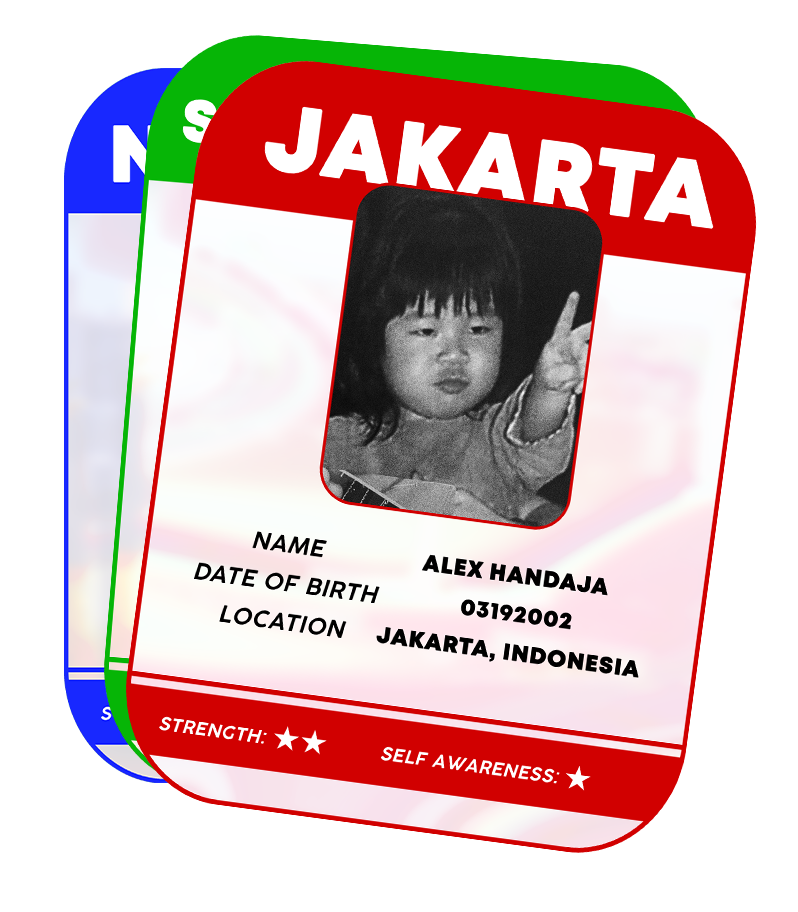 JAKARTA
NAME ALEX HANDAJA
DATE OF BIRTH 03192002
LOCATION JAKARTA, INDONESIA
STRENGTH: ★★ SELF AWARENESS: ★